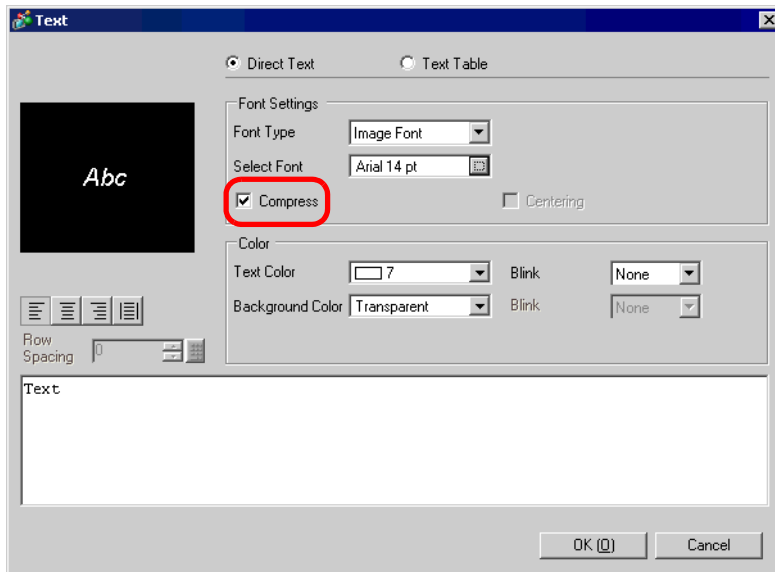 Text
Direct Text Text Table
Font Settings
Font Type Image Font
Select Font Arial 14 pt
Abc
Compress Centering
Color
Text Color 7 Blink None
Background Color Transparent Blink None
Row
Spacing 0
Text
OK (O) Cancel